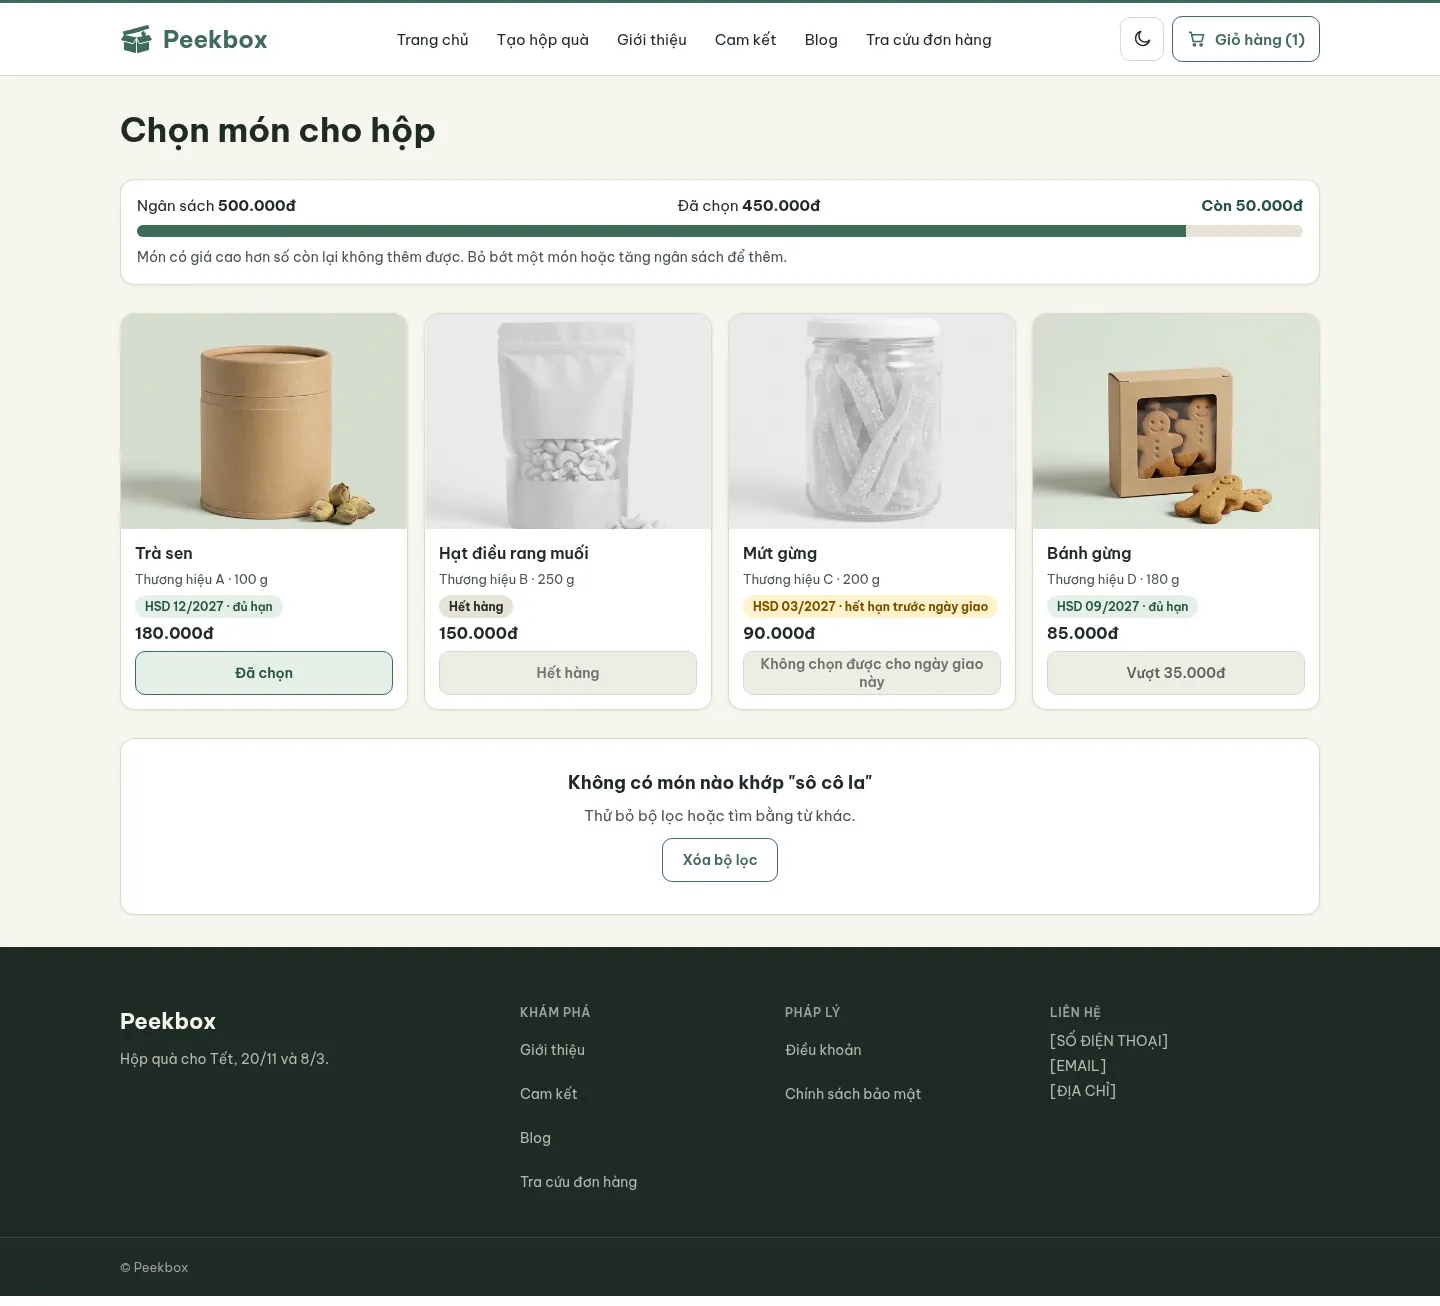 Peekbox
Trang chủ
Tạo hộp quà
Giới thiệu
Cam kết
Blog
Tra cứu đơn hàng
Giỏ hàng (1)
Chọn món cho hộp
Ngân sách 500.000đ
Đã chọn 450.000đ
Còn 50.000đ
Món có giá cao hơn số còn lại không thêm được. Bỏ bớt một món hoặc tăng ngân sách để thêm.
Trà sen
Thương hiệu A · 100 g
HSD 12/2027 · đủ hạn
180.000đ
Đã chọn
Hạt điều rang muối
Thương hiệu B · 250 g
Hết hàng
150.000đ
Hết hàng
Mứt gừng
Thương hiệu C · 200 g
HSD 03/2027 · hết hạn trước ngày giao
90.000đ
Không chọn được cho ngày giao
này
Bánh gừng
Thương hiệu D · 180 g
HSD 09/2027 · đủ hạn
85.000đ
Vượt 35.000đ
Không có món nào khớp "sô cô la"
Thử bỏ bộ lọc hoặc tìm bằng từ khác.
Xóa bộ lọc
Peekbox
Hộp quà cho Tết, 20/11 và 8/3.
KHÁM PHÁ
Giới thiệu
Cam kết
Blog
Tra cứu đơn hàng
PHÁP LÝ
Điều khoản
Chính sách bảo mật
LIÊN HỆ
[SỐ ĐIỆN THOẠI]
[EMAIL]
[ĐỊA CHỈ]
© Peekbox